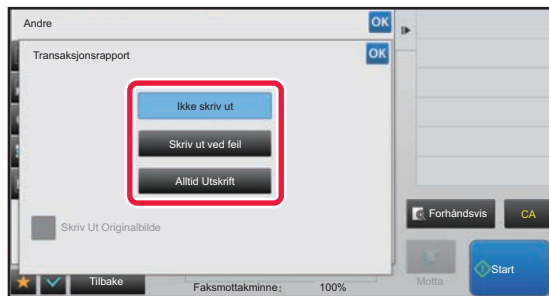 Andre
OK
Transaksjonsrapport
OK
Ikke skriv ut
Skriv ut ved feil
Alltid Utskrift
Skriv Ut Originalbilde
Forhåndsvis
CA
Tilbake
Faksmottakminne:
100%
Motta
Start